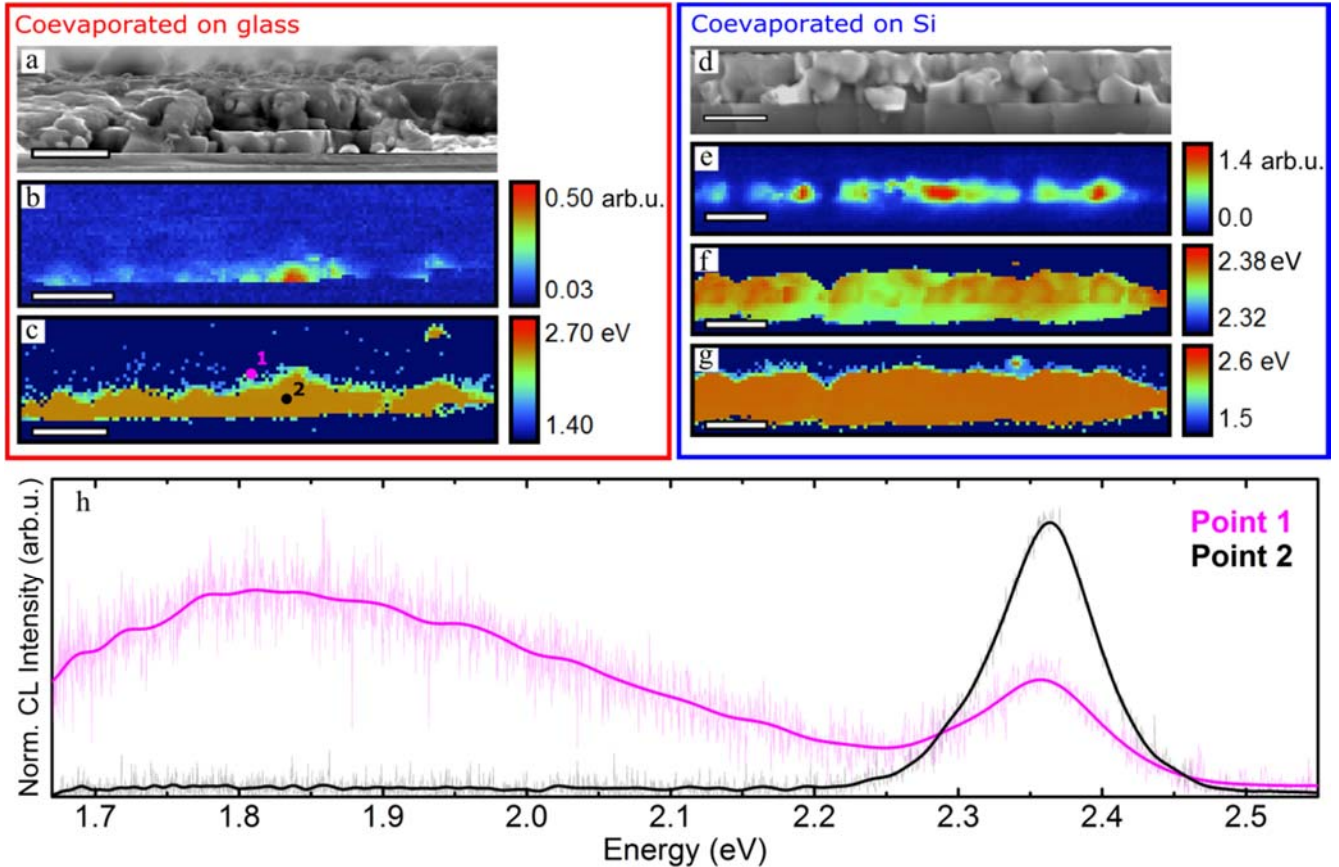 Coevaporated on glass
a
b
0.50 arb.u.
0.03
c
1
2
2.70 eV
1.40
Coevaporated on Si
d
e
1.4 arb.u.
0.0
f
2.38 eV
2.32
g
2.6 eV
1.5
h
Point 1
Point 2
Norm. CL Intensity (arb.u.)
1.7 1.8 1.9 2.0 2.1 2.2 2.3 2.4 2.5
Energy (eV)